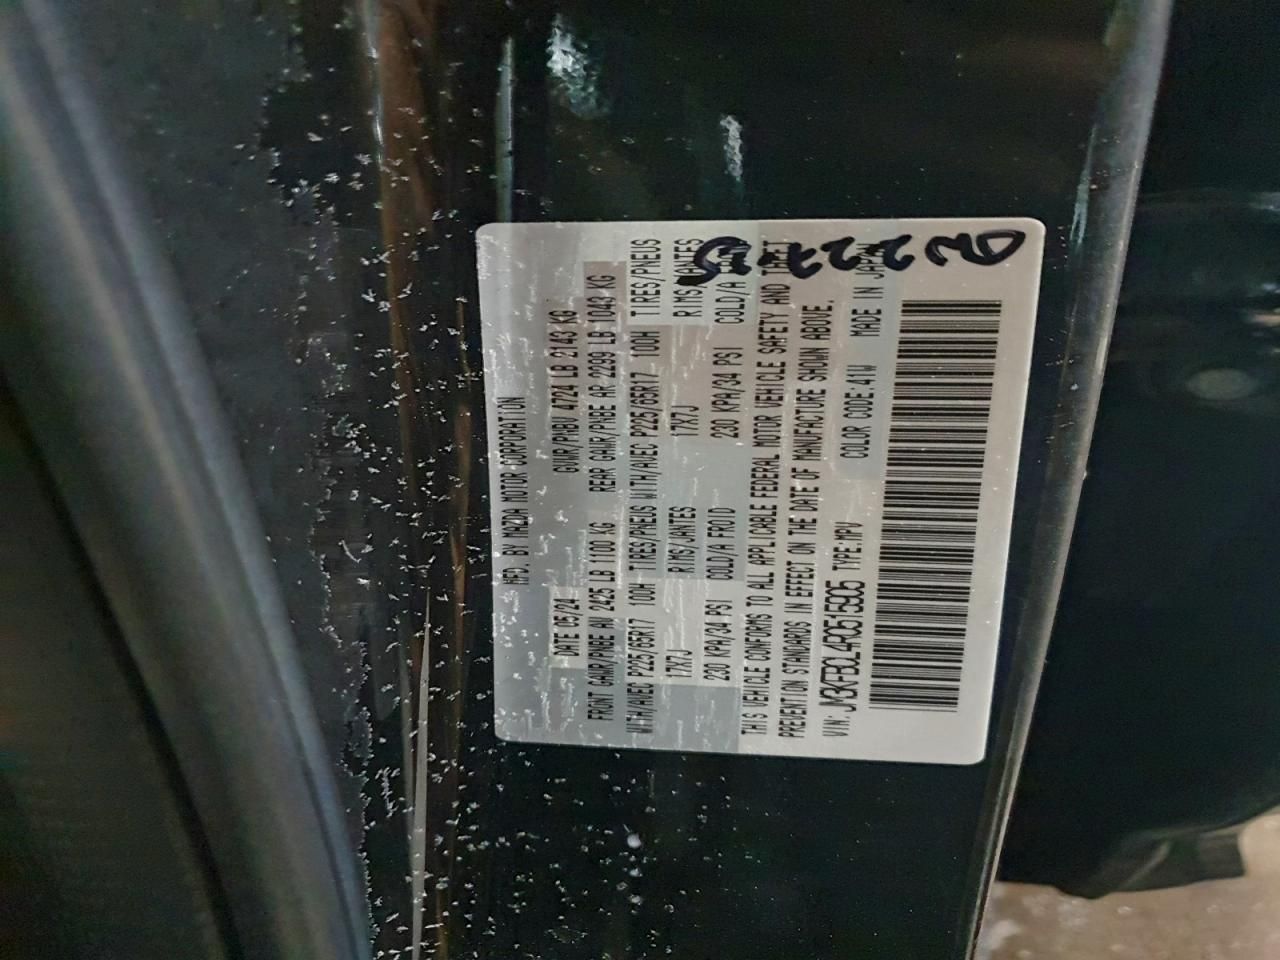 MFD. BY MAZDA MOTOR CORPORATION
DATE 05/24 GVWR/PNBV 4724 LB 2143 KG
FRONT GAWR/PNBE AV 2425 LB 1100 KG REAR GAWR/PNBE AR 2299 LB 1043 KG
WITH/AVEC P225/65R17 100H TIRES/PNEUS WITH/AVEC P225/65R17 100H TIRES/PNEUS
17X7J RIMS/JANTES 17X7J RIMS/JANTES
230 KPA/34 PSI COLD/A FROID 230 KPA/34 PSI COLD/A
THIS VEHICLE CONFORMS TO ALL APPLICABLE FEDERAL MOTOR VEHICLE SAFETY AND THEFT
PREVENTION STANDARDS IN EFFECT ON THE DATE OF MANUFACTURE SHOWN ABOVE.
VIN: JM3KFBCL4R0515905 TYPE:MPV COLOR CODE:41W MADE IN JAPAN